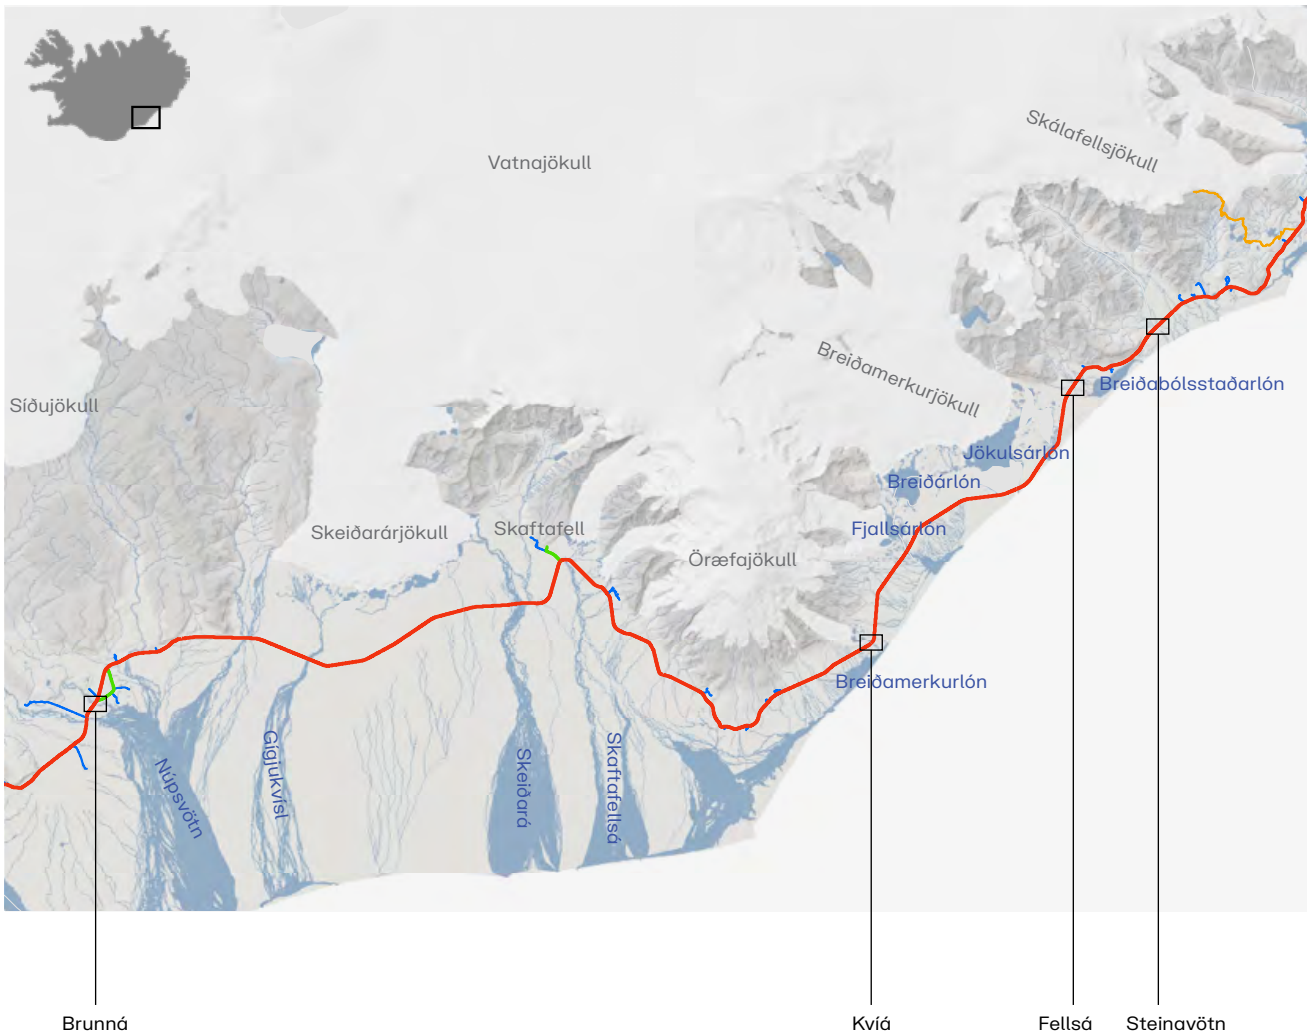 Skálafellsjökull
Vatnajökull
Breiðamerkurjökull
Breiðabólsstaðarlón
Síðujökull
Jökulsárlón
Breiðárlón
Skeiðarárjökull
Skaftafell
Fjallsárlón
Öræfajökull
Breiðamerkurlón
Núpsvötn
Gígjukvísl
Skeiðará
Skaftafellsá
Brunná
Kvíá
Fellsá
Steinavötn